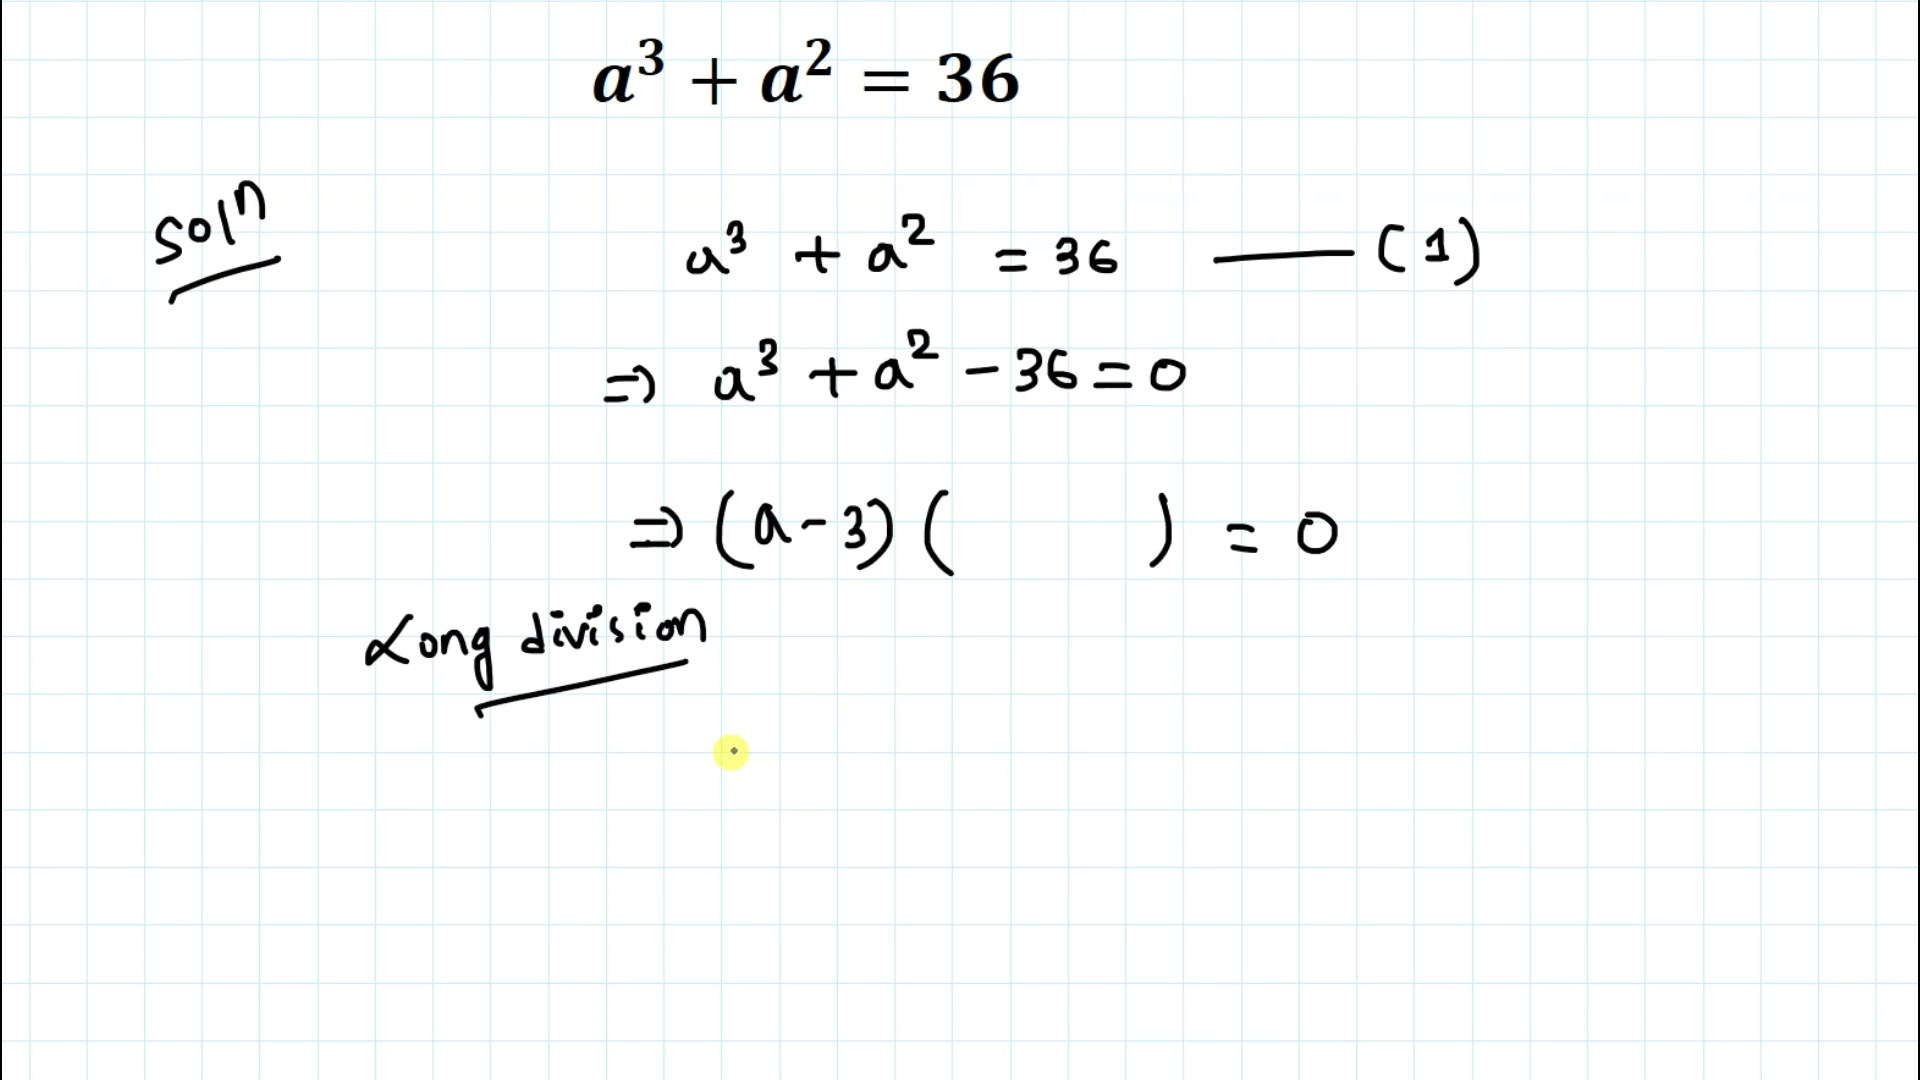 a³ + a² = 36
Solⁿ
a³ + a² = 36 —— (1)
⇒ a³ + a² - 36 = 0
⇒ (a - 3) (          ) = 0
Long division